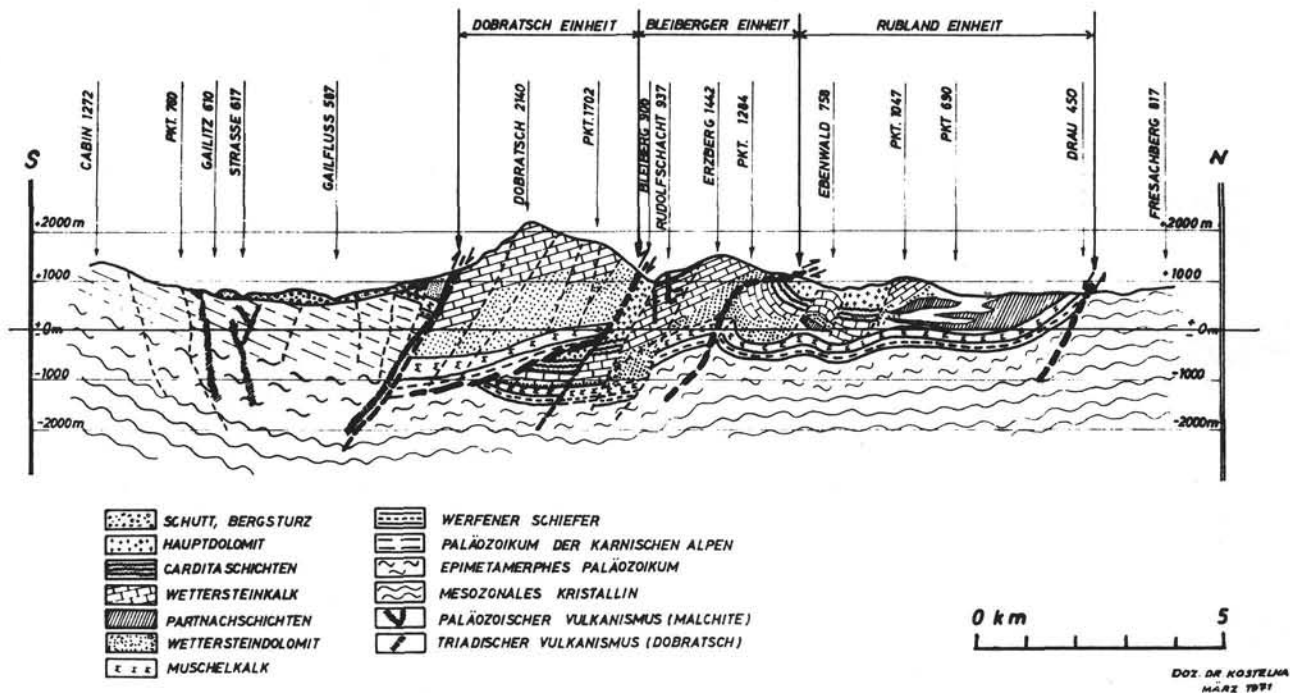 DOBRATSCH EINHEIT
BLEIBERGER EINHEIT
RUBLAND EINHEIT
S
CABIN 1272
PKT. 760
GAILITZ 610
STRASSE 617
GAILFLUSS 587
DOBRATSCH 2140
PKT. 1702
BLEIBERG 906
RUDOLFSCHACHT 937
ERZBERG 1442
PKT. 1284
EBENWALD 758
PKT. 1047
PKT 690
DRAU 450
FRESACHBERG 817
N
+2000 m
+2000 m
+1000
+1000
±0m
±0m
-1000
-1000
-2000m
-2000m
SCHUTT, BERGSTURZ
HAUPTDOLOMIT
CARDITASCHICHTEN
WETTERSTEINKALK
PARTNACHSCHICHTEN
WETTERSTEINDOLOMIT
MUSCHELKALK
WERFENER SCHIEFER
PALÄOZOIKUM DER KARNISCHEN ALPEN
EPIMETAMERPHES PALÄOZOIKUM
MESOZONALES KRISTALLIN
PALÄOZOISCHER VULKANISMUS (MALCHITE)
TRIADISCHER VULKANISMUS (DOBRATSCH)
0 km 5
DOZ. DR KOSTELKA
MÄRZ 1971